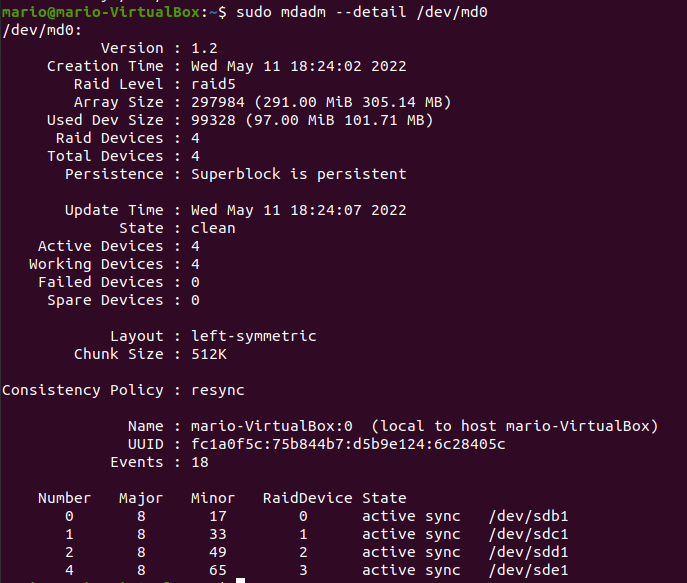 mario@mario-VirtualBox:~$ sudo mdadm --detail /dev/md0
/dev/md0:
Version : 1.2
Creation Time : Wed May 11 18:24:02 2022
Raid Level : raid5
Array Size : 297984 (291.00 MiB 305.14 MB)
Used Dev Size : 99328 (97.00 MiB 101.71 MB)
Raid Devices : 4
Total Devices : 4
Persistence : Superblock is persistent
Update Time : Wed May 11 18:24:07 2022
State : clean
Active Devices : 4
Working Devices : 4
Failed Devices : 0
Spare Devices : 0
Layout : left-symmetric
Chunk Size : 512K
Consistency Policy : resync
Name : mario-VirtualBox:0 (local to host mario-VirtualBox)
UUID : fc1a0f5c:75b844b7:d5b9e124:6c28405c
Events : 18
Number Major Minor RaidDevice State
0 8 17 0 active sync /dev/sdb1
1 8 33 1 active sync /dev/sdc1
2 8 49 2 active sync /dev/sdd1
4 8 65 3 active sync /dev/sde1